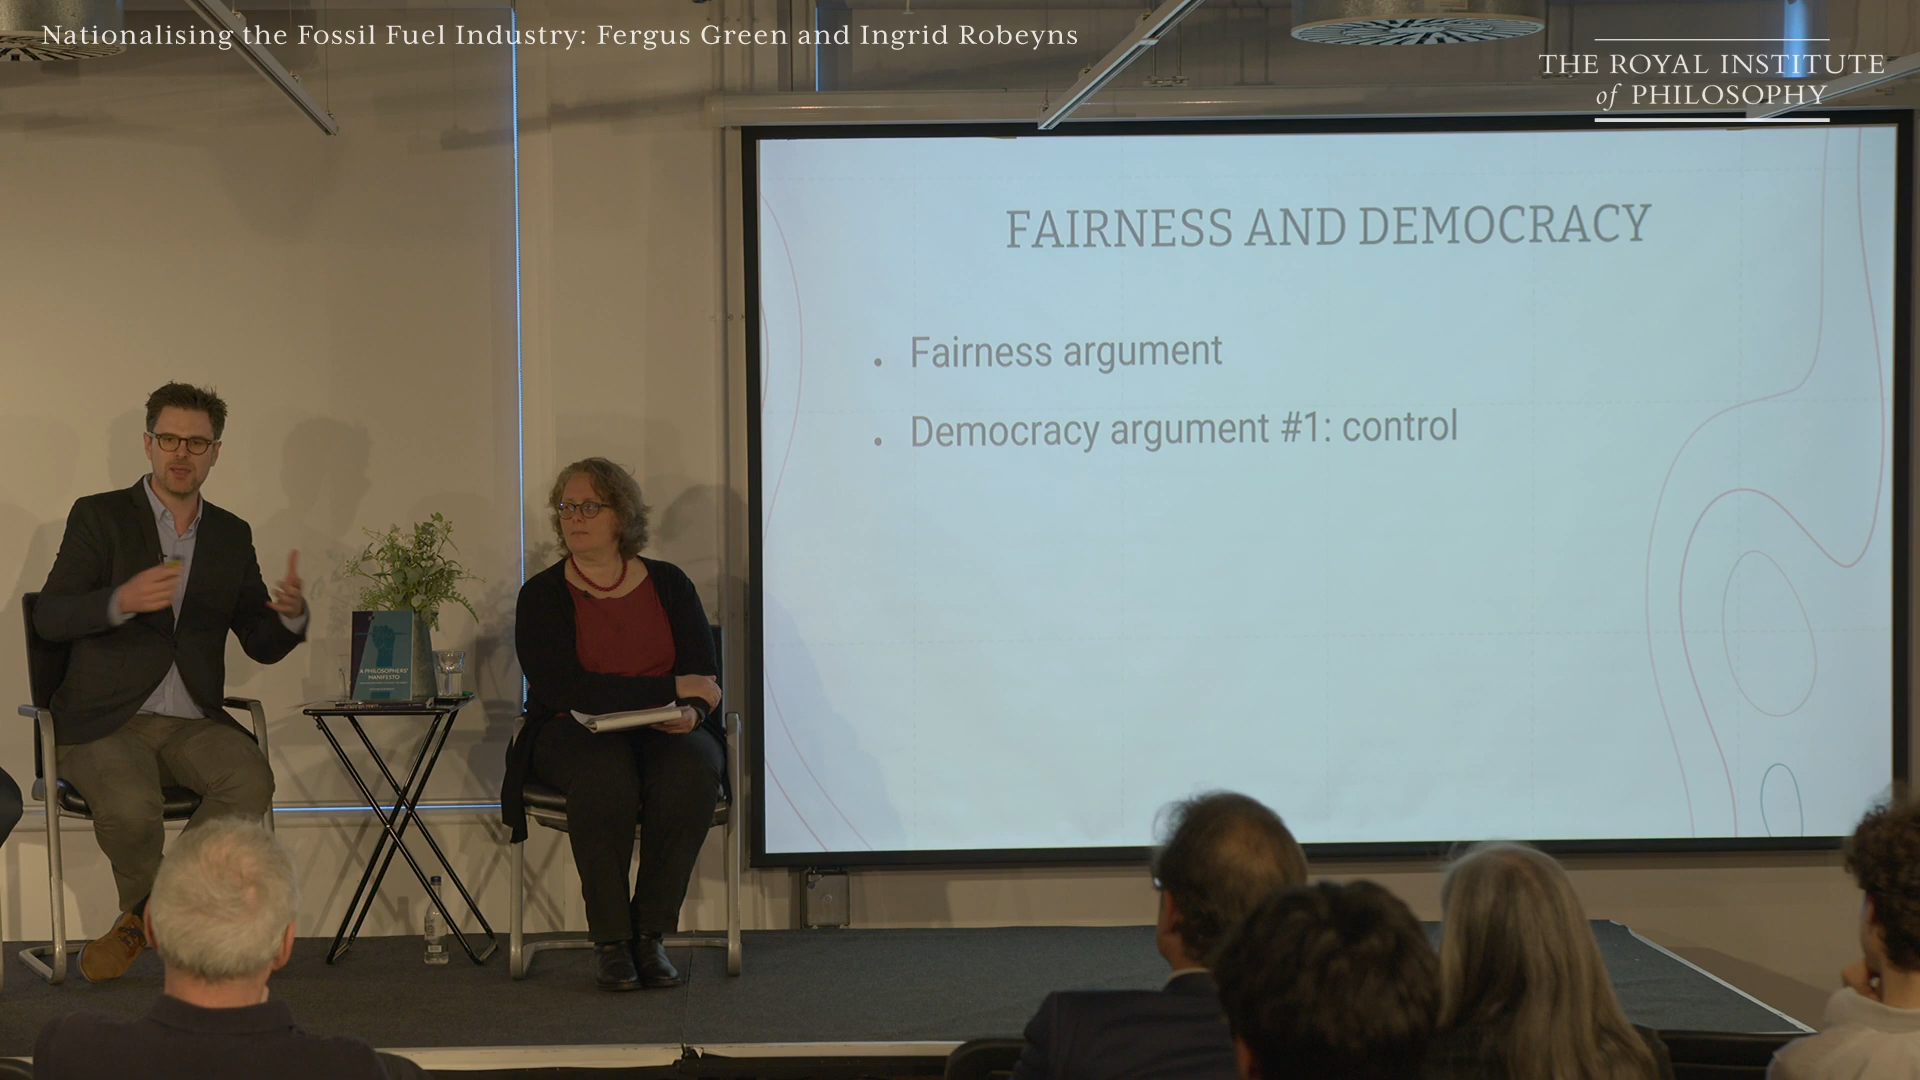 Nationalising the Fossil Fuel Industry: Fergus Green and Ingrid Robeyns
THE ROYAL INSTITUTE
of PHILOSOPHY
FAIRNESS AND DEMOCRACY
• Fairness argument
• Democracy argument #1: control
A PHILOSOPHERS'
MANIFESTO